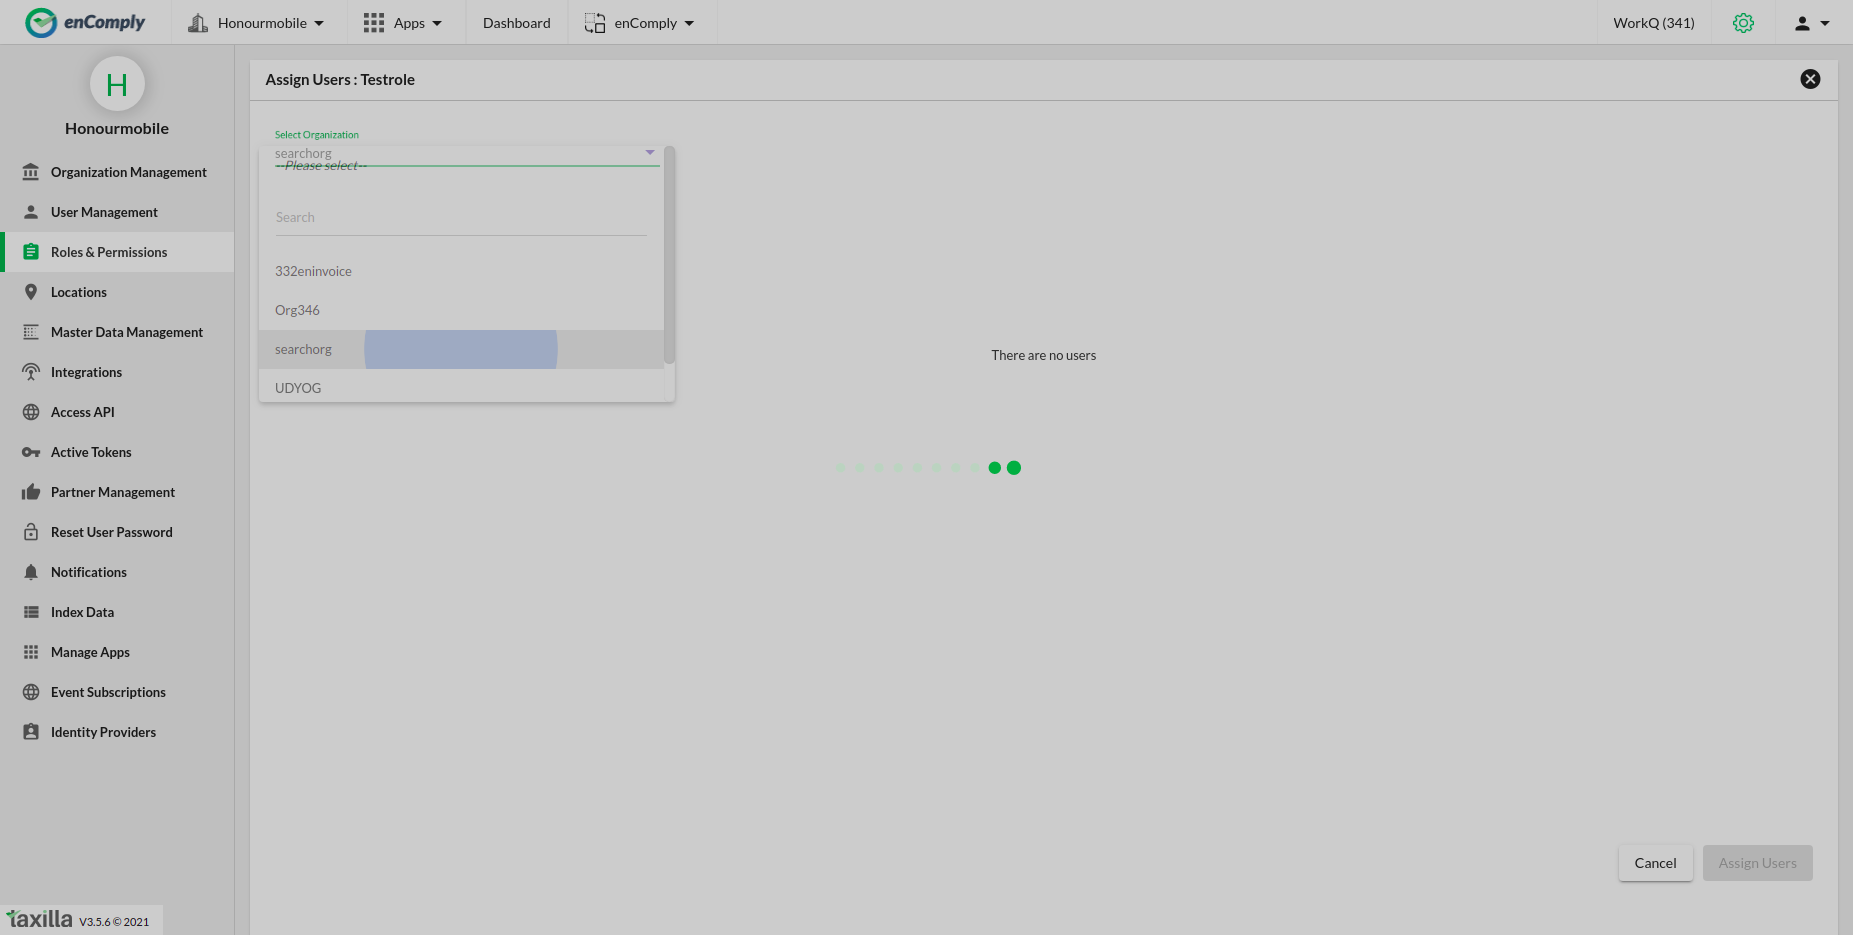 enComply
Honourmobile
Apps
Dashboard
enComply
WorkQ (341)
H
Honourmobile
Organization Management
User Management
Roles & Permissions
Locations
Master Data Management
Integrations
Access API
Active Tokens
Partner Management
Reset User Password
Notifications
Index Data
Manage Apps
Event Subscriptions
Identity Providers
taxilla V3.5.6 © 2021
Assign Users : Testrole
Select Organization
searchorg
--Please select--
Search
332eninvoice
Org346
searchorg
UDYOG
There are no users
Cancel
Assign Users